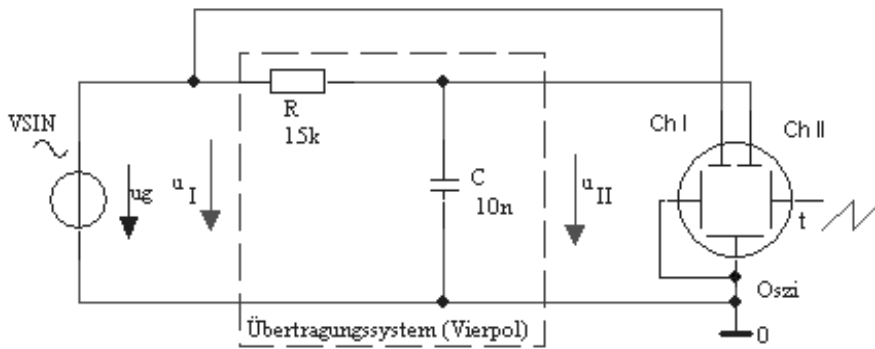 Ch I
Ch II
VSIN
R
15k
ug
u I
C
10n
u II
t
Oszi
Übertragungssystem (Vierpol)
0